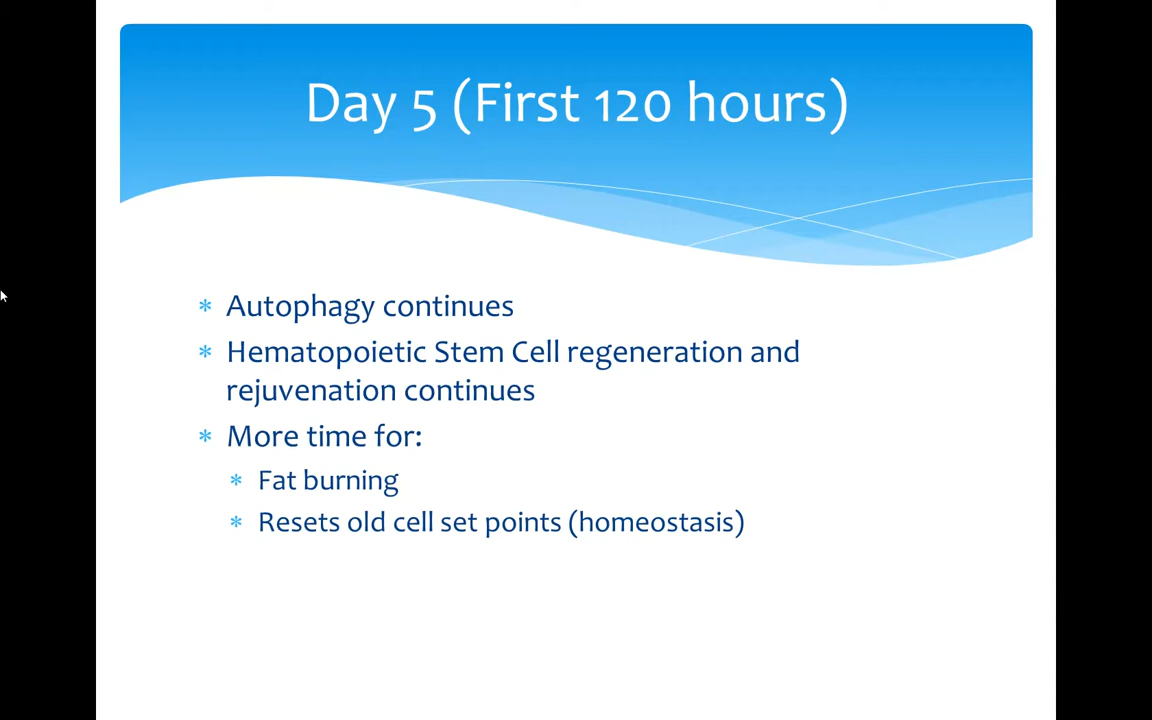 Day 5 (First 120 hours)
* Autophagy continues
* Hematopoietic Stem Cell regeneration and
rejuvenation continues
* More time for:
* Fat burning
* Resets old cell set points (homeostasis)